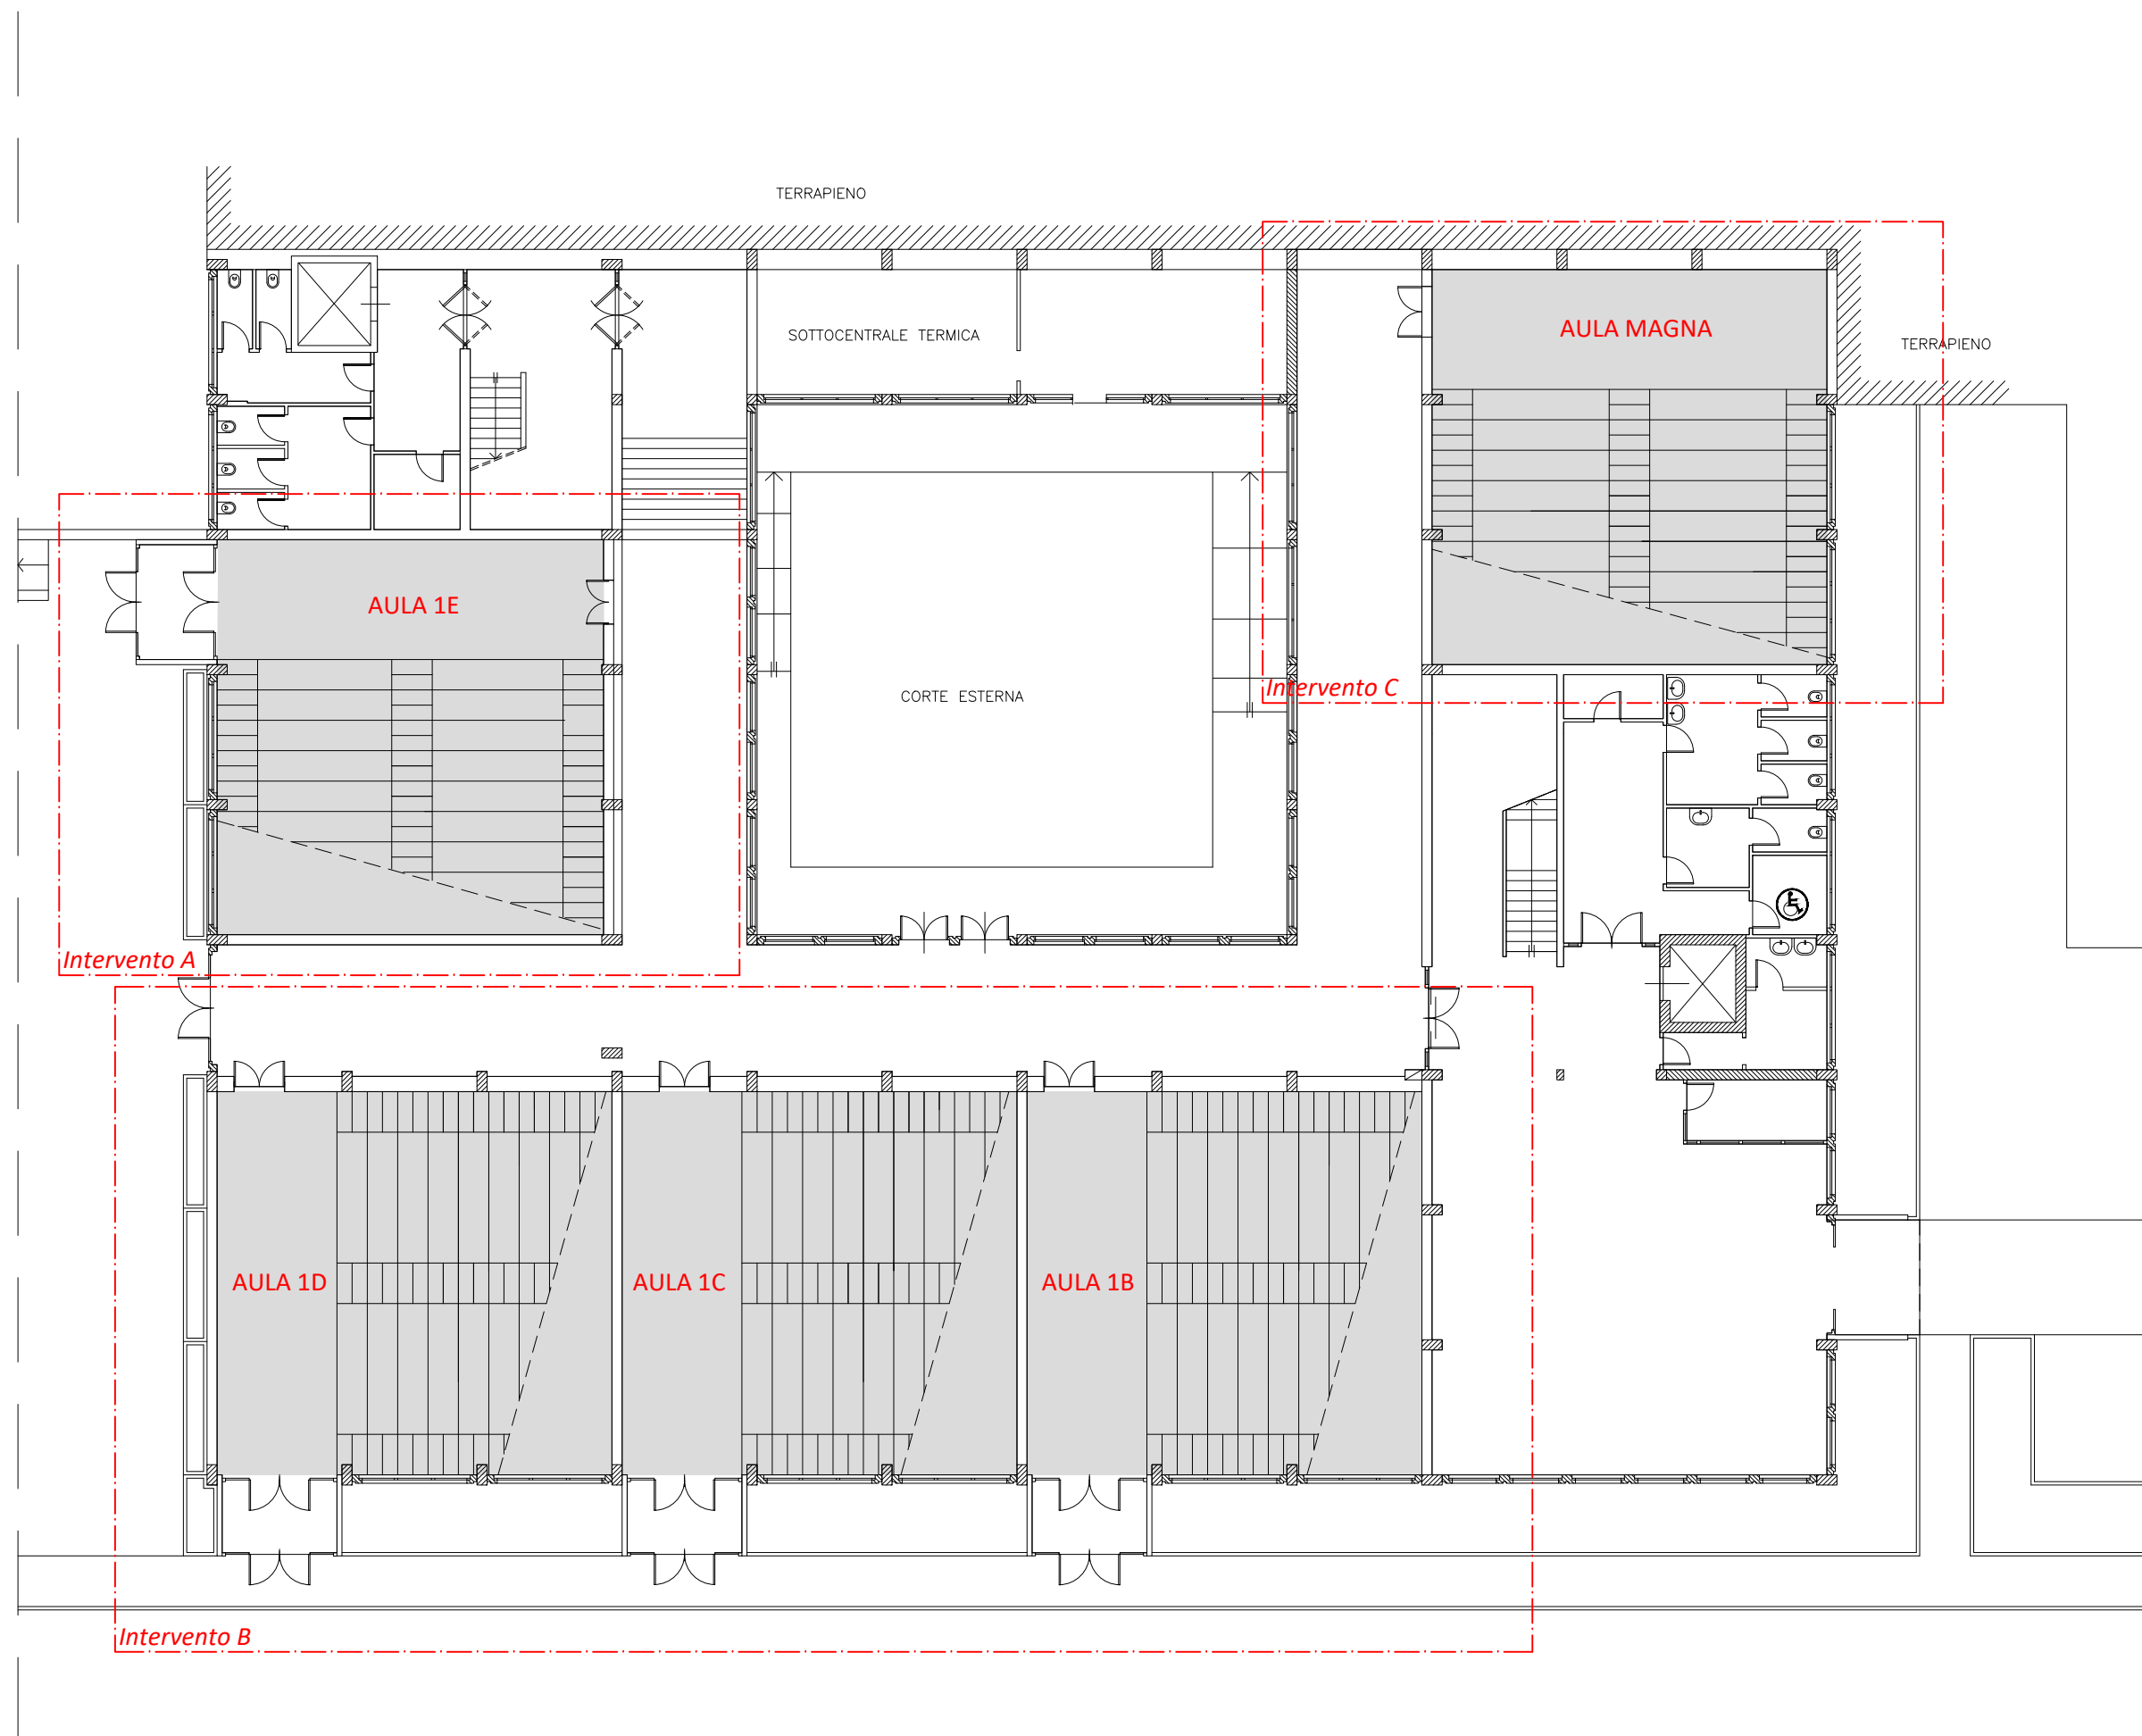 TERRAPIENO
SOTTOCENTRALE TERMICA
AULA MAGNA
TERRAPIENO
AULA 1E
Intervento C
CORTE ESTERNA
Intervento A
AULA 1D
AULA 1C
AULA 1B
Intervento B